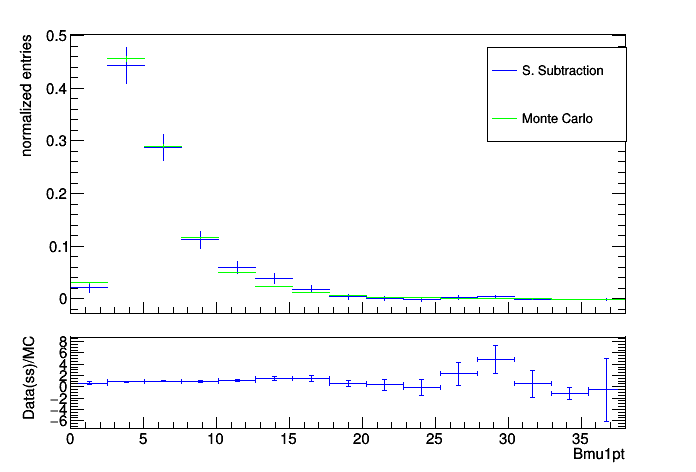 normalized entries
0.5
0.4
0.3
0.2
0.1
0
S. Subtraction
Monte Carlo
Data(ss)/MC
8
6
4
2
0
−2
−4
−6
0 5 10 15 20 25 30 35
Bmu1pt